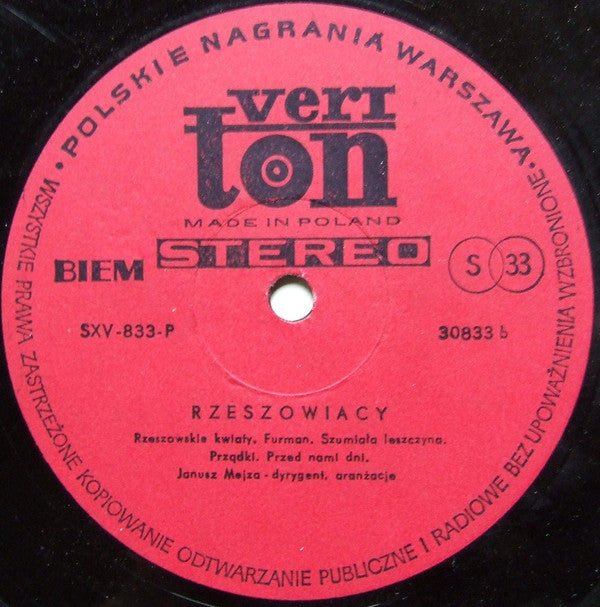 • POLSKIE NAGRANIA WARSZAWA •
veriton
MADE IN POLAND
STEREO
BIEM
S 33
SXV-833-P
30833 b
RZESZOWIACY
Rzeszowskie kwiaty. Furman. Szumiała leszczyna.
Prządki. Przed nami dni.
Janusz Mejza - dyrygent, aranżacje
WSZYSTKIE PRAWA ZASTRZEŻONE KOPIOWANIE ODTWARZANIE PUBLICZNE I RADIOWE BEZ UPOWAŻNIENIA WZBRONIONE